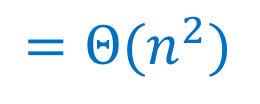 = Θ(n²)